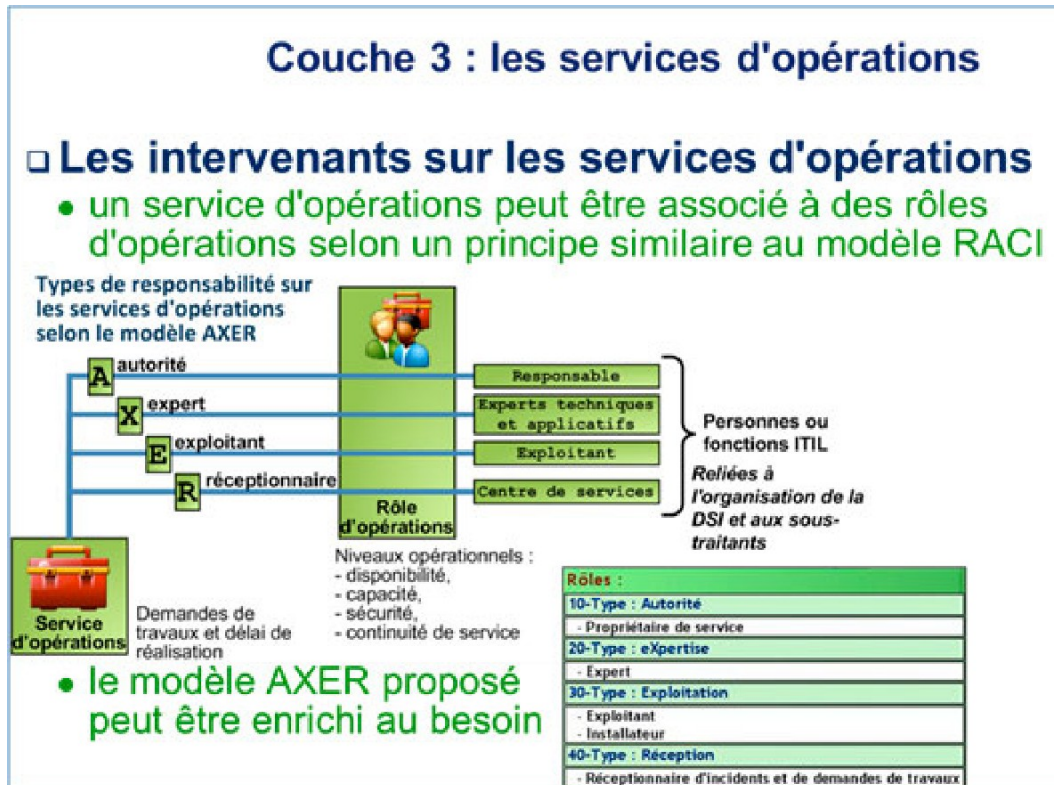 Couche 3 : les services d'opérations
❑ Les intervenants sur les services d'opérations
• un service d'opérations peut être associé à des rôles
d'opérations selon un principe similaire au modèle RACI
Types de responsabilité sur
les services d'opérations
selon le modèle AXER
A autorité
X expert
E exploitant
R réceptionnaire
Rôle
d'opérations
Responsable
Experts techniques
et applicatifs
Exploitant
Centre de services
Personnes ou
fonctions ITIL
Reliées à
l'organisation de la
DSI et aux sous-
traitants
Service
d'opérations
Demandes de
travaux et délai de
réalisation
Niveaux opérationnels :
- disponibilité,
- capacité,
- sécurité,
- continuité de service
Rôles :
10-Type : Autorité
- Propriétaire de service
20-Type : eXpertise
- Expert
30-Type : Exploitation
- Exploitant
- Installateur
40-Type : Réception
- Réceptionnaire d'incidents et de demandes de travaux
• le modèle AXER proposé
peut être enrichi au besoin